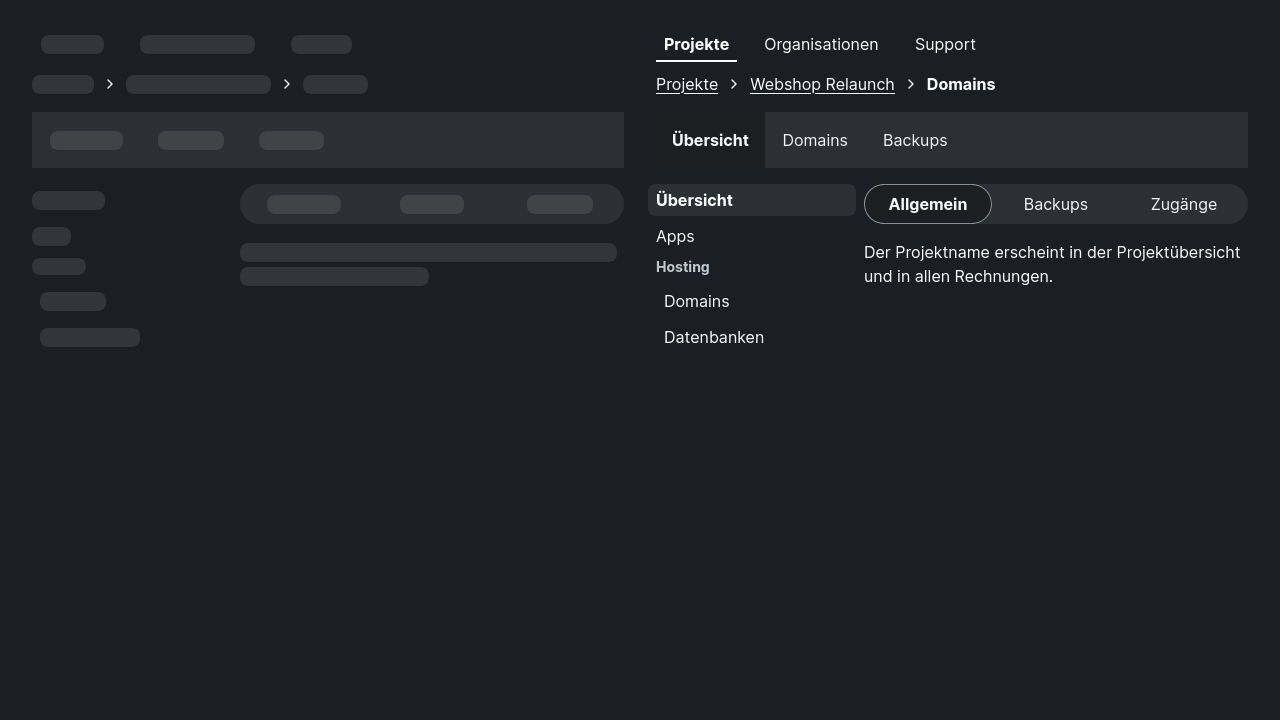 Projekte Organisationen Support
Projekte Webshop Relaunch Domains
Übersicht Domains Backups
Übersicht
Apps
Hosting
Domains
Datenbanken
Allgemein Backups Zugänge
Der Projektname erscheint in der Projektübersicht
und in allen Rechnungen.